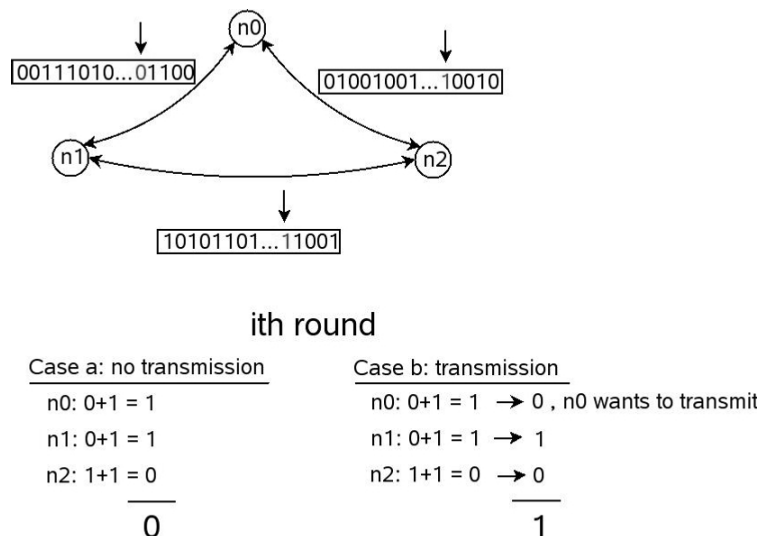 n0
00111010...01100
01001001...10010
n1
n2
10101101...11001
ith round
Case a: no transmission
n0: 0+1 = 1
n1: 0+1 = 1
n2: 1+1 = 0
0
Case b: transmission
n0: 0+1 = 1 → 0 , n0 wants to transmit
n1: 0+1 = 1 → 1
n2: 1+1 = 0 → 0
1